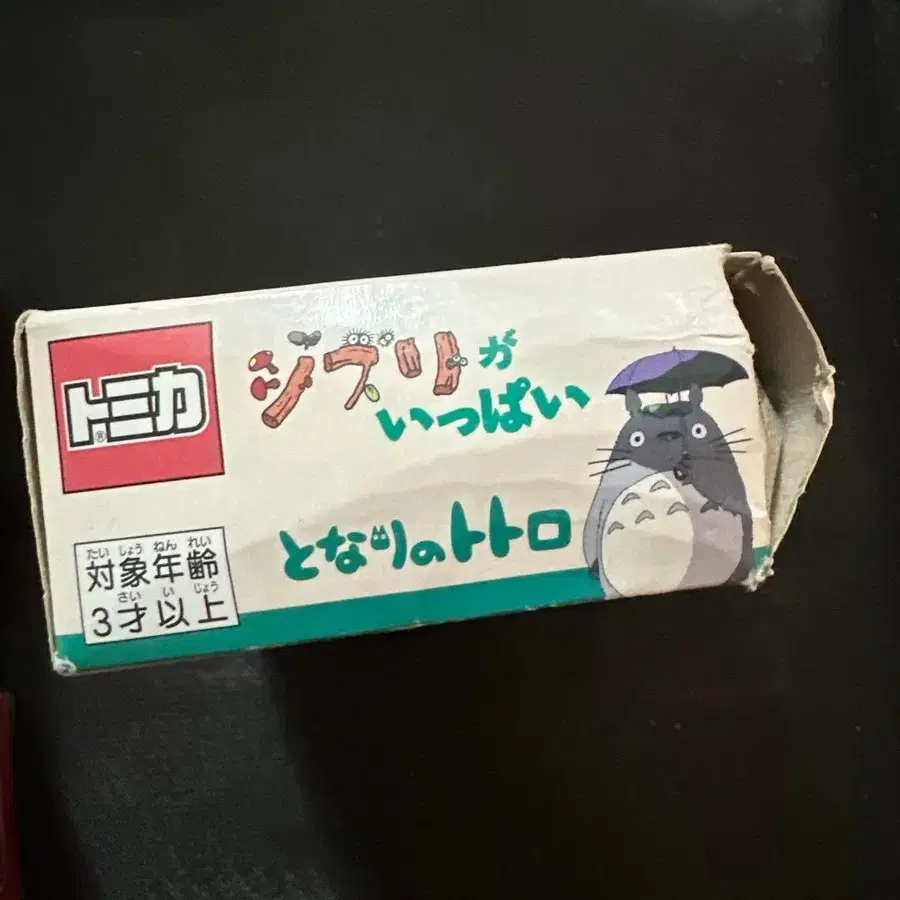 トミカ
®
ジブリが
いっぱい
となりのトトロ
たい しょう ねん れい
対象年齢
さい い じょう
3才以上